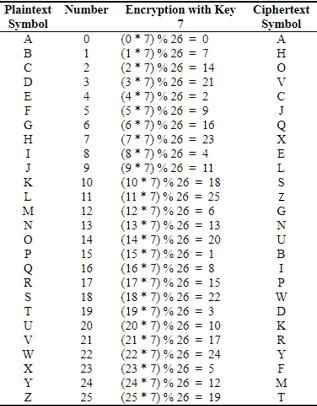 Plaintext Number Encryption with Key Ciphertext
Symbol 7 Symbol
A 0 (0 * 7) % 26 = 0 A
B 1 (1 * 7) % 26 = 7 H
C 2 (2 * 7) % 26 = 14 O
D 3 (3 * 7) % 26 = 21 V
E 4 (4 * 7) % 26 = 2 C
F 5 (5 * 7) % 26 = 9 J
G 6 (6 * 7) % 26 = 16 Q
H 7 (7 * 7) % 26 = 23 X
I 8 (8 * 7) % 26 = 4 E
J 9 (9 * 7) % 26 = 11 L
K 10 (10 * 7) % 26 = 18 S
L 11 (11 * 7) % 26 = 25 Z
M 12 (12 * 7) % 26 = 6 G
N 13 (13 * 7) % 26 = 13 N
O 14 (14 * 7) % 26 = 20 U
P 15 (15 * 7) % 26 = 1 B
Q 16 (16 * 7) % 26 = 8 I
R 17 (17 * 7) % 26 = 15 P
S 18 (18 * 7) % 26 = 22 W
T 19 (19 * 7) % 26 = 3 D
U 20 (20 * 7) % 26 = 10 K
V 21 (21 * 7) % 26 = 17 R
W 22 (22 * 7) % 26 = 24 Y
X 23 (23 * 7) % 26 = 5 F
Y 24 (24 * 7) % 26 = 12 M
Z 25 (25 * 7) % 26 = 19 T